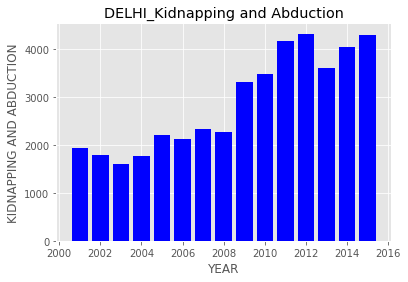 DELHI_Kidnapping and Abduction
KIDNAPPING AND ABDUCTION
4000
3000
2000
1000
0
2000 2002 2004 2006 2008 2010 2012 2014 2016
YEAR